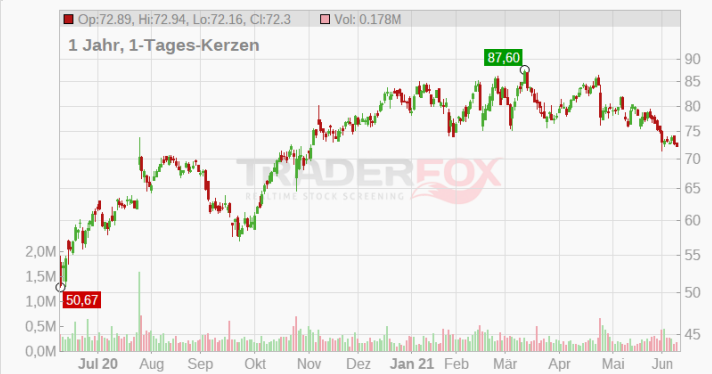 Op:72.89, Hi:72.94, Lo:72.16, Cl:72.3 Vol: 0.178M
1 Jahr, 1-Tages-Kerzen
87,60
90
85
80
75
70
65
60
55
50
45
TRADERFOX
REALTIME STOCK SCREENING
2,0M
1,5M
1,0M
0,5M
0,0M
50,67
Jul 20 Aug Sep Okt Nov Dez Jan 21 Feb Mär Apr Mai Jun